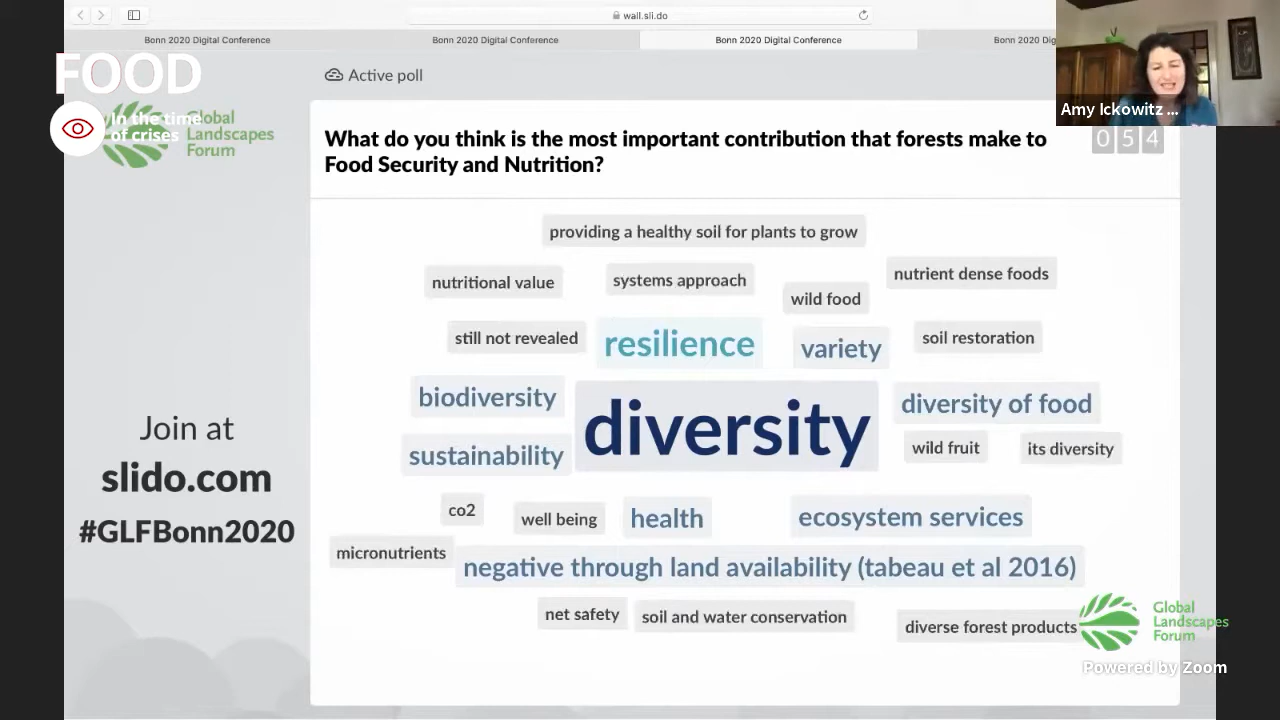 wall.sli.do
Bonn 2020 Digital Conference
Bonn 2020 Digital Conference
Bonn 2020 Digital Conference
Bonn 2020 Dig
FOOD
In the time
of crises
Global
Landscapes
Forum
Active poll
Amy Ickowitz ...
What do you think is the most important contribution that forests make to
Food Security and Nutrition?
0 5 4
providing a healthy soil for plants to grow
nutritional value
systems approach
wild food
nutrient dense foods
still not revealed
resilience
variety
soil restoration
biodiversity
diversity
diversity of food
sustainability
wild fruit
its diversity
co2
well being
health
ecosystem services
micronutrients
negative through land availability (tabeau et al 2016)
net safety
soil and water conservation
diverse forest products
Join at
slido.com
#GLFBonn2020
Global
Landscapes
Forum
Powered by Zoom